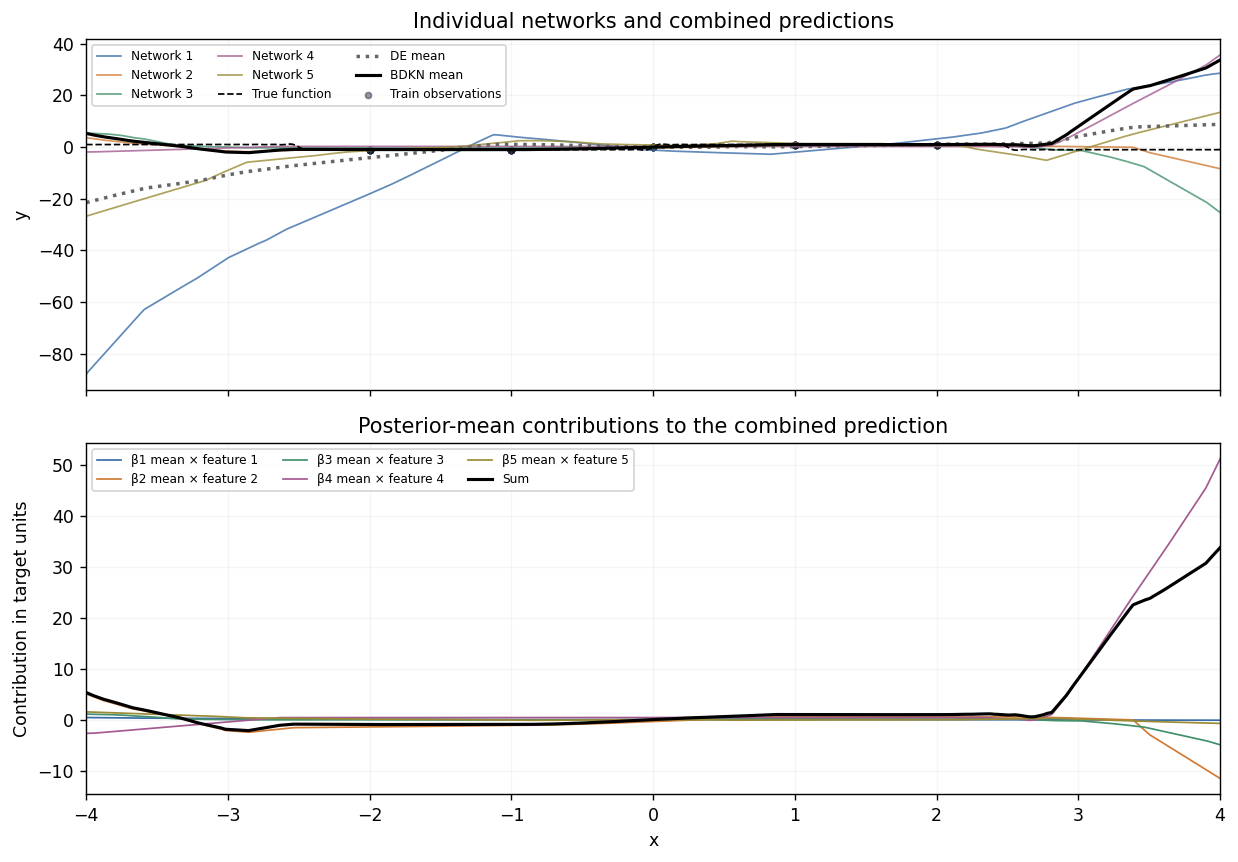 Individual networks and combined predictions
Network 1
Network 2
Network 3
Network 4
Network 5
True function
DE mean
BDKN mean
Train observations
40
20
0
−20
−40
−60
−80
y
Posterior-mean contributions to the combined prediction
β1 mean × feature 1
β2 mean × feature 2
β3 mean × feature 3
β4 mean × feature 4
β5 mean × feature 5
Sum
50
40
30
20
10
0
−10
Contribution in target units
−4 −3 −2 −1 0 1 2 3 4
x